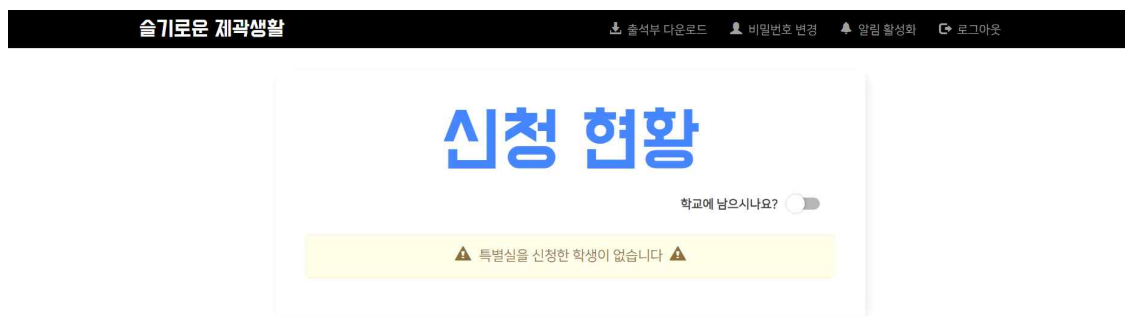 슬기로운 제곽생활
출석부 다운로드 비밀번호 변경 알림 활성화 로그아웃
신청 현황
학교에 남으시나요?
특별실을 신청한 학생이 없습니다